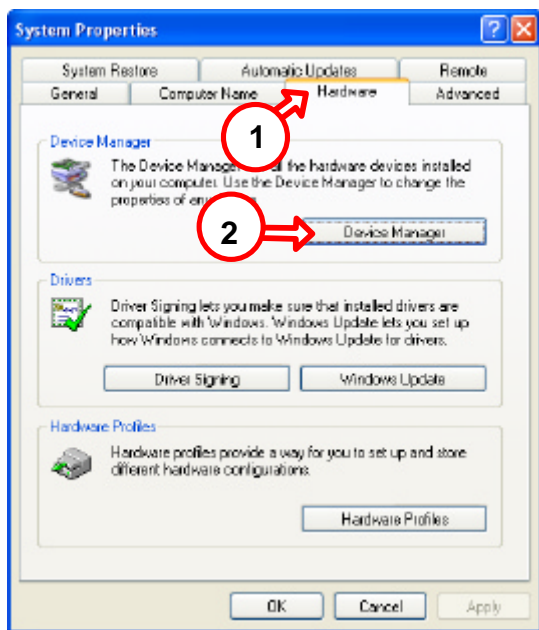 System Properties
System Restore Automatic Updates Remote
General Computer Name Hardware Advanced
1
Device Manager
The Device Manager all the hardware devices installed
on your computer. Use the Device Manager to change the
properties of any
2
Device Manager
Drivers
Driver Signing lets you make sure that installed drivers are
compatible with Windows. Windows Update lets you set up
how Windows connects to Windows Update for drivers.
Driver Signing Windows Update
Hardware Profiles
Hardware profiles provide a way for you to set up and store
different hardware configurations.
Hardware Profiles
OK Cancel Apply